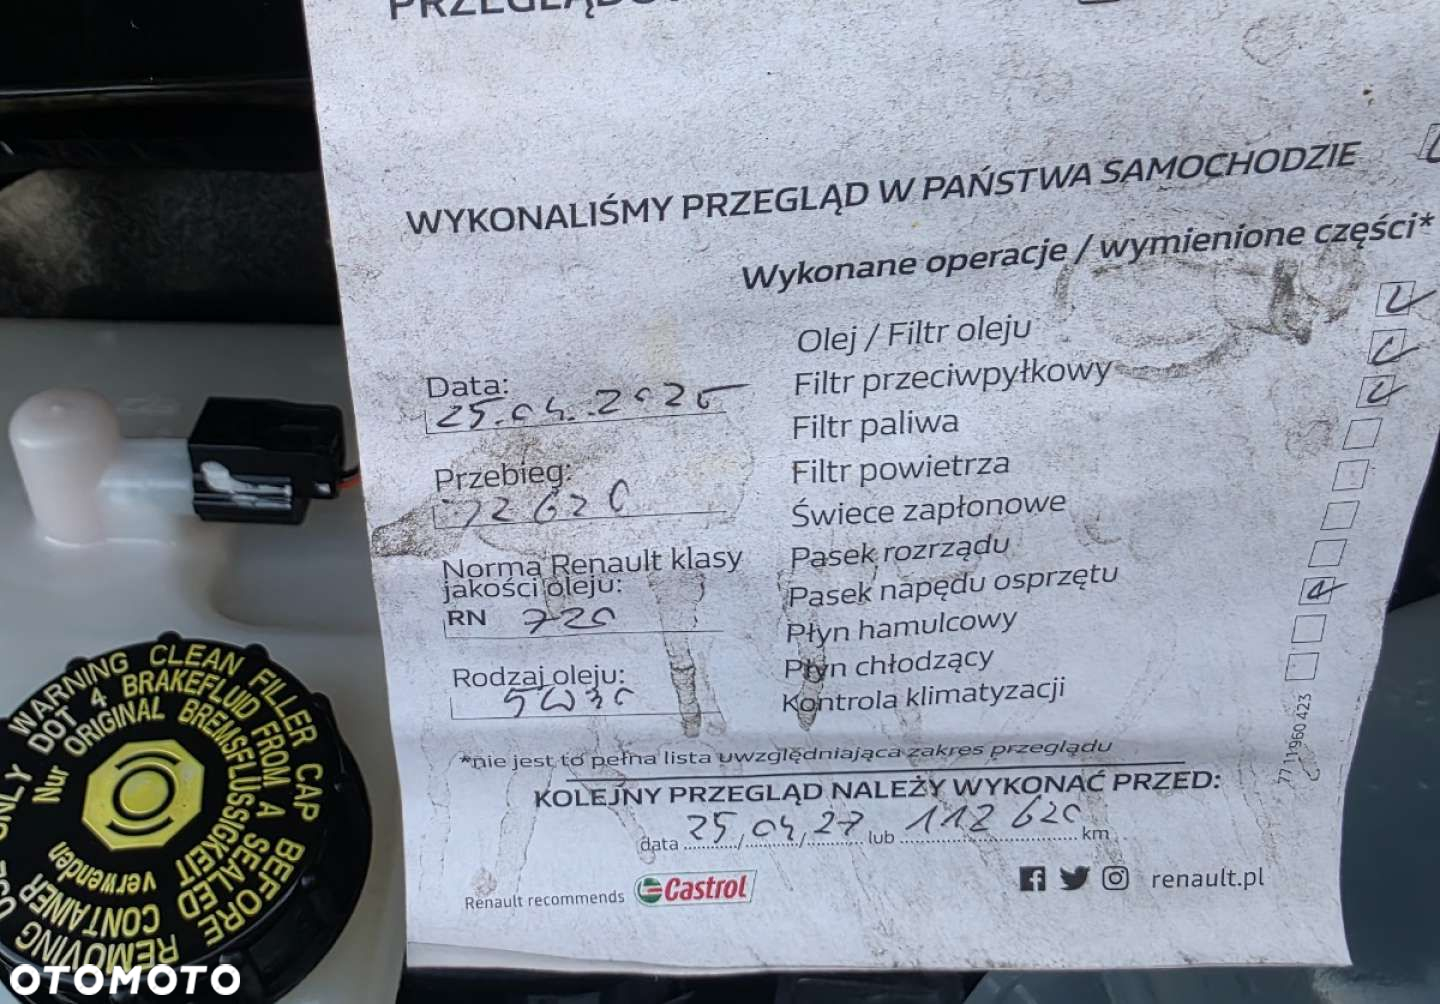 WYKONALIŚMY PRZEGLĄD W PAŃSTWA SAMOCHODZIE
Wykonane operacje / wymienione części*
Olej / Filtr oleju
Filtr przeciwpyłkowy
Filtr paliwa
Filtr powietrza
Świece zapłonowe
Pasek rozrządu
Pasek napędu osprzętu
Płyn hamulcowy
Płyn chłodzący
Kontrola klimatyzacji
Data:
25.04.2025
Przebieg:
72620
Norma Renault klasy
jakości oleju:
RN 720
Rodzaj oleju:
5W30
*nie jest to pełna lista uwzględniająca zakres przeglądu
KOLEJNY PRZEGLĄD NALEŻY WYKONAĆ PRZED:
data 25/04/27 lub 112620 km
Renault recommends Castrol
renault.pl
77 11 960 423
WARNING CLEAN FILLER CAP BEFORE REMOVING
DOT 4 BRAKEFLUID FROM A SEALED CONTAINER
Nur ORIGINAL BREMSFLÜSSIGKEIT verwenden
ONLY
OTOMOTO